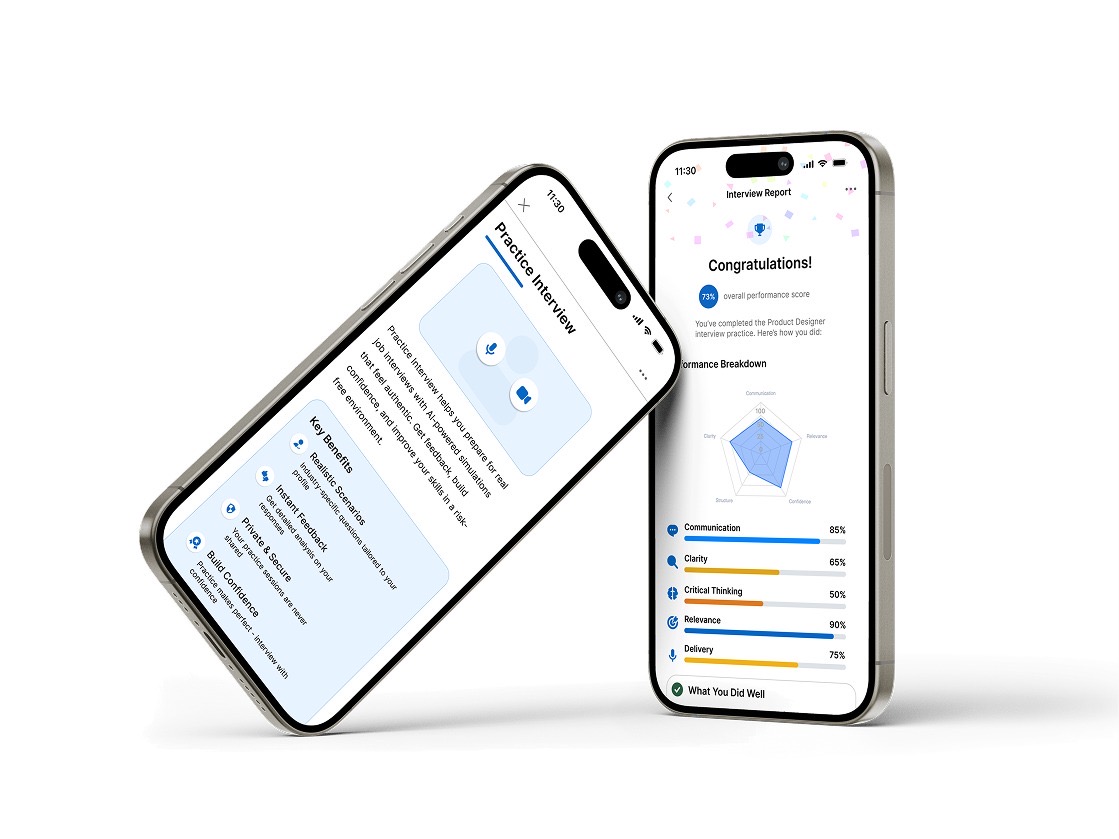 11:30
Practice Interview
Practice Interview helps you prepare for real
job interviews with AI-powered simulations
that feel authentic. Get feedback, build
confidence, and improve your skills in a risk-
free environment.
Key Benefits
Realistic Scenarios
Industry-specific questions tailored to your
profile
Instant Feedback
Get detailed analysis on your
responses
Private & Secure
Your practice sessions are never
shared
Build Confidence
Practice makes perfect - interview with
confidence
11:30
Interview Report
Congratulations!
73% overall performance score
You've completed the Product Designer
interview practice. Here's how you did:
ormance Breakdown
Communication
100
Clarity
Relevance
Structure
Confidence
Communication 85%
Clarity 65%
Critical Thinking 50%
Relevance 90%
Delivery 75%
What You Did Well